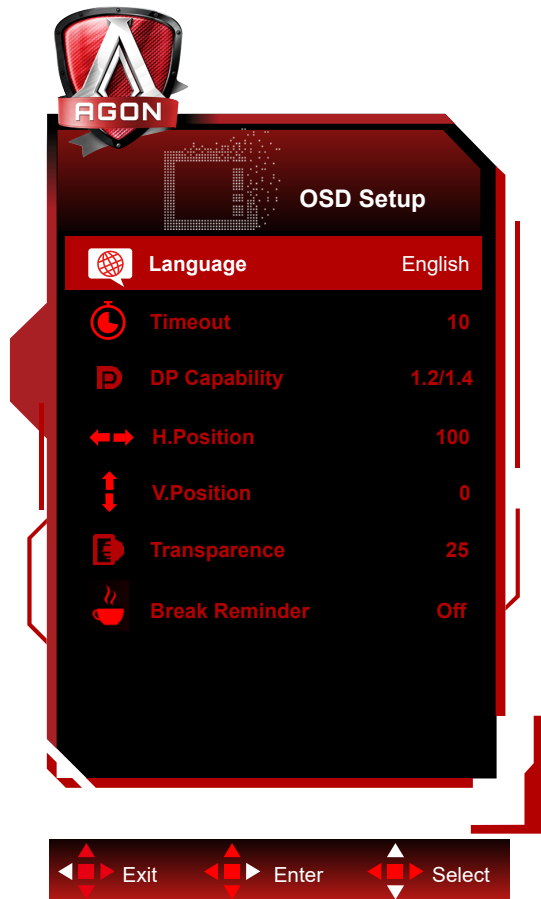 AGON
OSD Setup
Language English
Timeout 10
DP Capability 1.2/1.4
H.Position 100
V.Position 0
Transparence 25
Break Reminder Off
Exit Enter Select